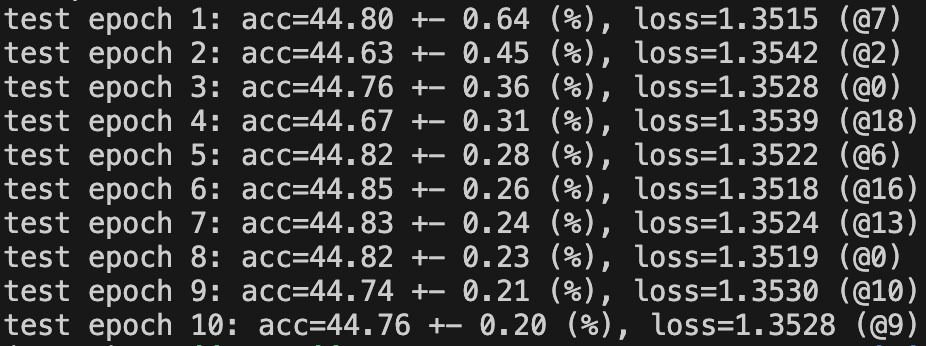 test epoch 1: acc=44.80 +- 0.64 (%), loss=1.3515 (@7)
test epoch 2: acc=44.63 +- 0.45 (%), loss=1.3542 (@2)
test epoch 3: acc=44.76 +- 0.36 (%), loss=1.3528 (@0)
test epoch 4: acc=44.67 +- 0.31 (%), loss=1.3539 (@18)
test epoch 5: acc=44.82 +- 0.28 (%), loss=1.3522 (@6)
test epoch 6: acc=44.85 +- 0.26 (%), loss=1.3518 (@16)
test epoch 7: acc=44.83 +- 0.24 (%), loss=1.3524 (@13)
test epoch 8: acc=44.82 +- 0.23 (%), loss=1.3519 (@0)
test epoch 9: acc=44.74 +- 0.21 (%), loss=1.3530 (@10)
test epoch 10: acc=44.76 +- 0.20 (%), loss=1.3528 (@9)